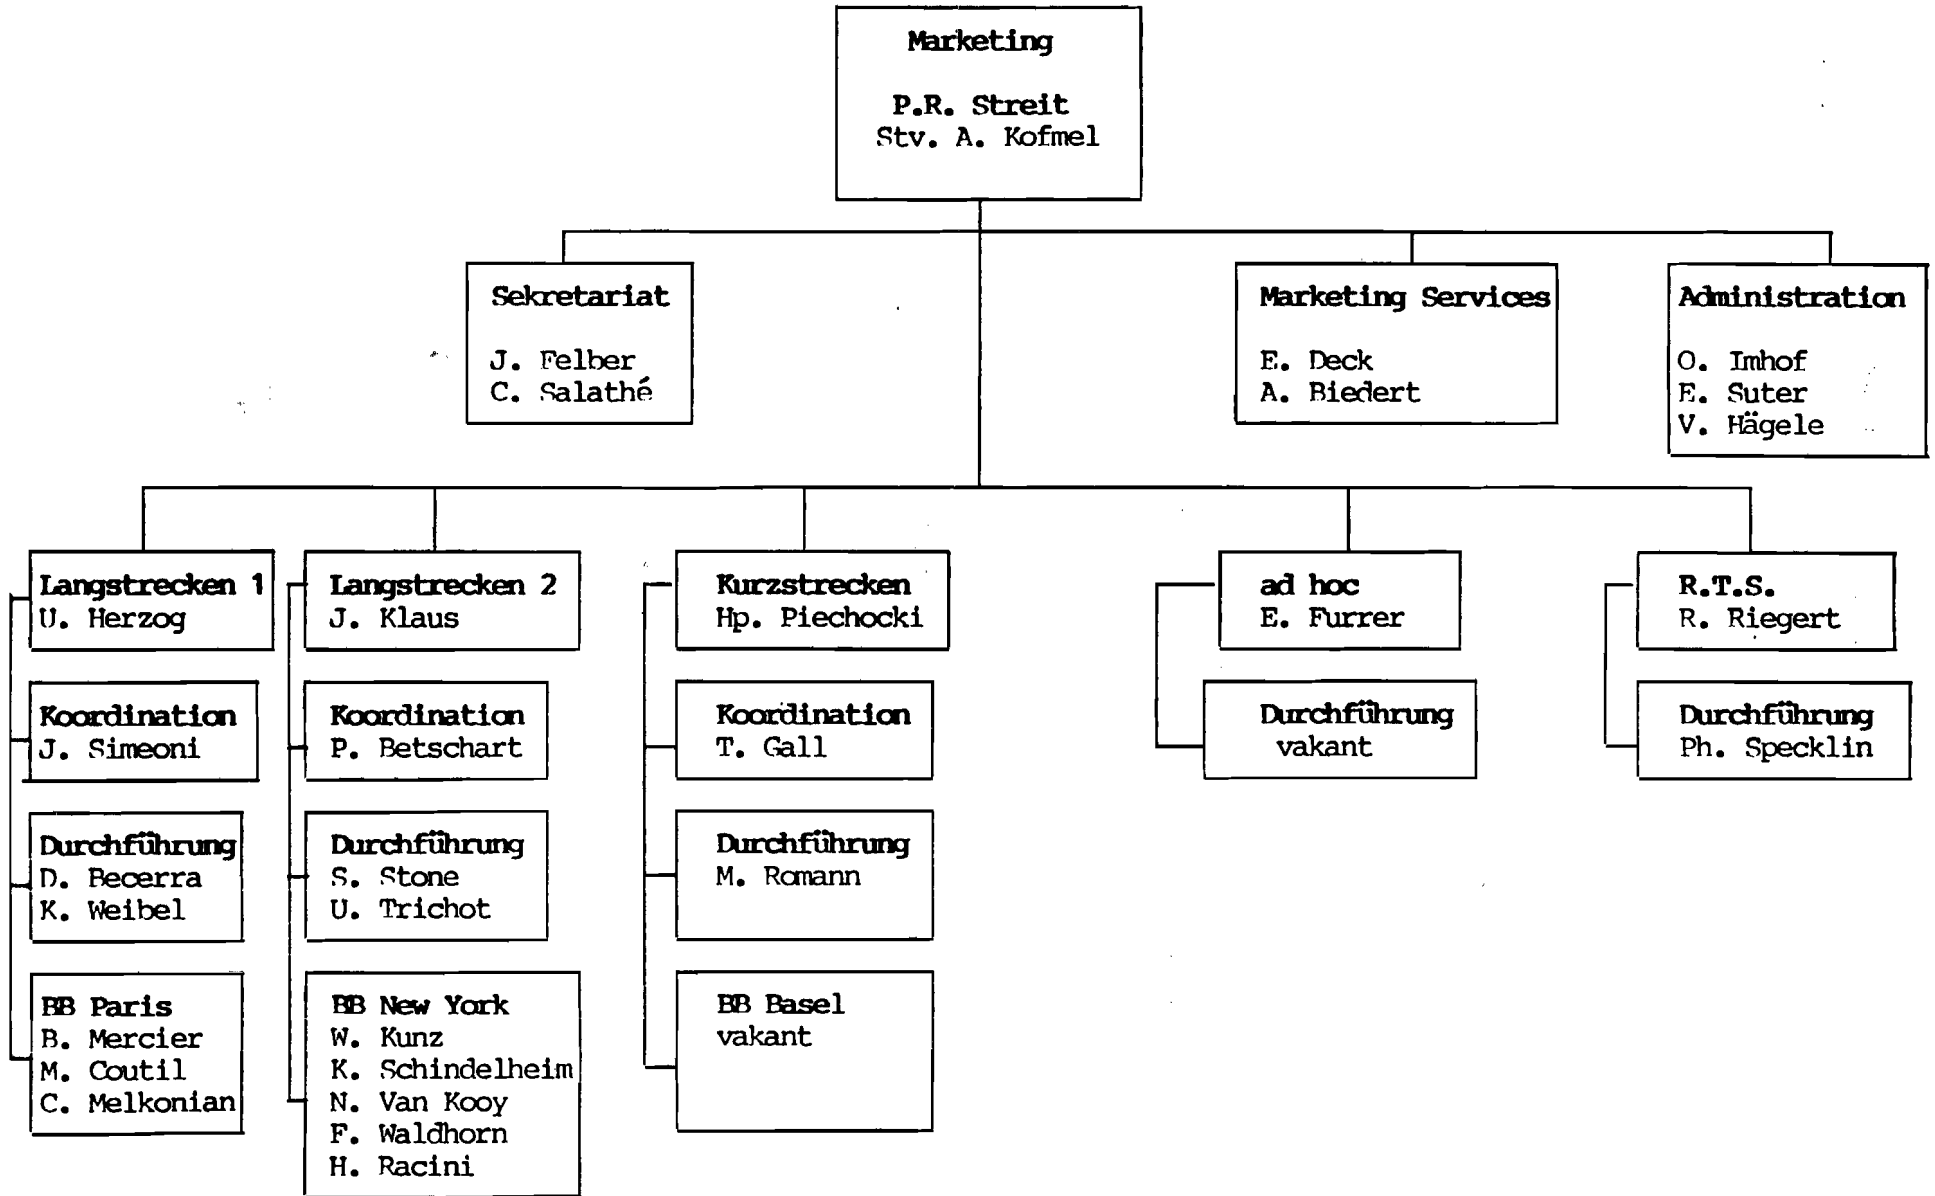 Marketing
P.R. Streit
Stv. A. Kofmel
Sekretariat
J. Felber
C. Salathé
Marketing Services
E. Deck
A. Biedert
Administration
O. Imhof
E. Suter
V. Hägele
Langstrecken 1
U. Herzog
Koordination
J. Simeoni
Durchführung
D. Becerra
K. Weibel
BB Paris
B. Mercier
M. Coutil
C. Melkonian
Langstrecken 2
J. Klaus
Koordination
P. Betschart
Durchführung
S. Stone
U. Trichot
BB New York
W. Kunz
K. Schindelheim
N. Van Kooy
F. Waldhorn
H. Racini
Kurzstrecken
Hp. Piechocki
Koordination
T. Gall
Durchführung
M. Romann
BB Basel
vakant
ad hoc
E. Furrer
Durchführung
vakant
R.T.S.
R. Riegert
Durchführung
Ph. Specklin